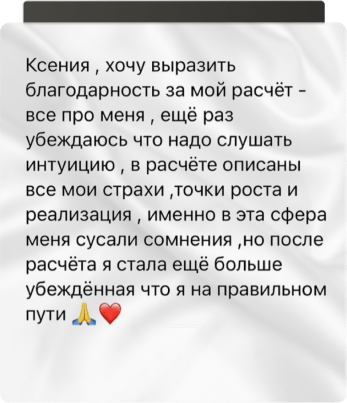 Ксения , хочу выразить
благодарность за мой расчёт -
все про меня , ещё раз
убеждаюсь что надо слушать
интуицию , в расчёте описаны
все мои страхи ,точки роста и
реализация , именно в эта сфера
меня сусали сомнения ,но после
расчёта я стала ещё больше
убеждённая что я на правильном
пути 🙏❤️